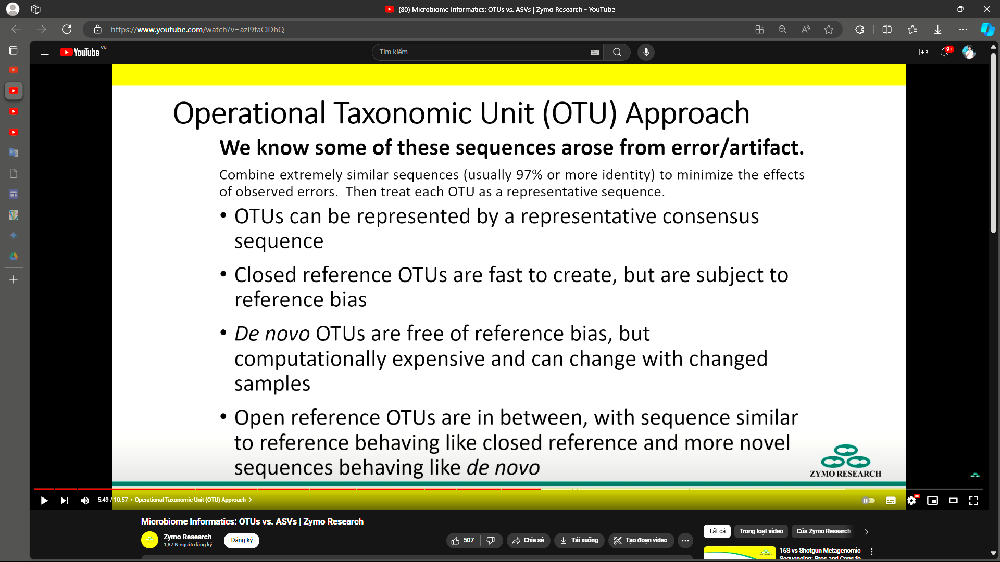 (80) Microbiome Informatics: OTUs vs. ASVs | Zymo Research - YouTube
https://www.youtube.com/watch?v=azI9taCIDhQ
YouTube VN
Tìm kiếm
9+
Operational Taxonomic Unit (OTU) Approach
We know some of these sequences arose from error/artifact.
Combine extremely similar sequences (usually 97% or more identity) to minimize the effects
of observed errors.  Then treat each OTU as a representative sequence.
• OTUs can be represented by a representative consensus
sequence
• Closed reference OTUs are fast to create, but are subject to
reference bias
• De novo OTUs are free of reference bias, but
computationally expensive and can change with changed
samples
• Open reference OTUs are in between, with sequence similar
to reference behaving like closed reference and more novel
sequences behaving like de novo
ZYMO RESEARCH
5:49 / 10:57 • Operational Taxonomic Unit (OTU) Approach
HD
Microbiome Informatics: OTUs vs. ASVs | Zymo Research
Zymo Research
1,87 N người đăng ký
Đăng ký
507
Chia sẻ
Tải xuống
Tạo đoạn video
Tất cả
Trong loạt video
Của Zymo Research
16S vs Shotgun Metagenomic
Sequencing: Pros and Cons fo